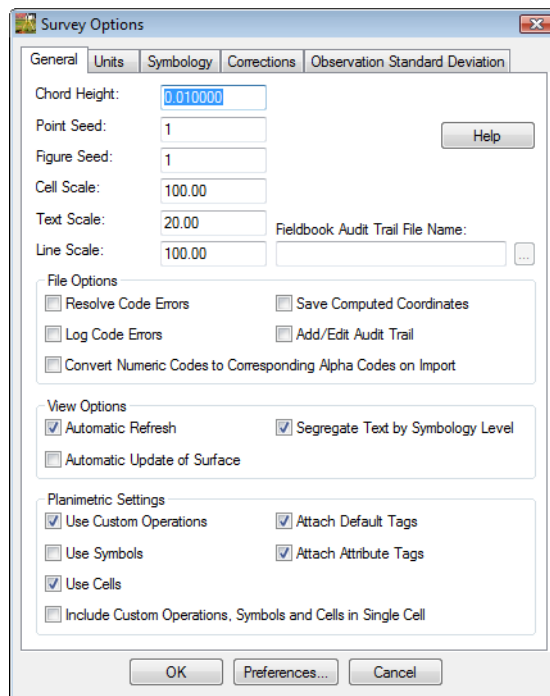 Survey Options
General Units Symbology Corrections Observation Standard Deviation
Chord Height: 0.010000
Point Seed: 1
Help
Figure Seed: 1
Cell Scale: 100.00
Text Scale: 20.00 Fieldbook Audit Trail File Name:
Line Scale: 100.00 ...
File Options
Resolve Code Errors Save Computed Coordinates
Log Code Errors Add/Edit Audit Trail
Convert Numeric Codes to Corresponding Alpha Codes on Import
View Options
Automatic Refresh Segregate Text by Symbology Level
Automatic Update of Surface
Planimetric Settings
Use Custom Operations Attach Default Tags
Use Symbols Attach Attribute Tags
Use Cells
Include Custom Operations, Symbols and Cells in Single Cell
OK Preferences... Cancel